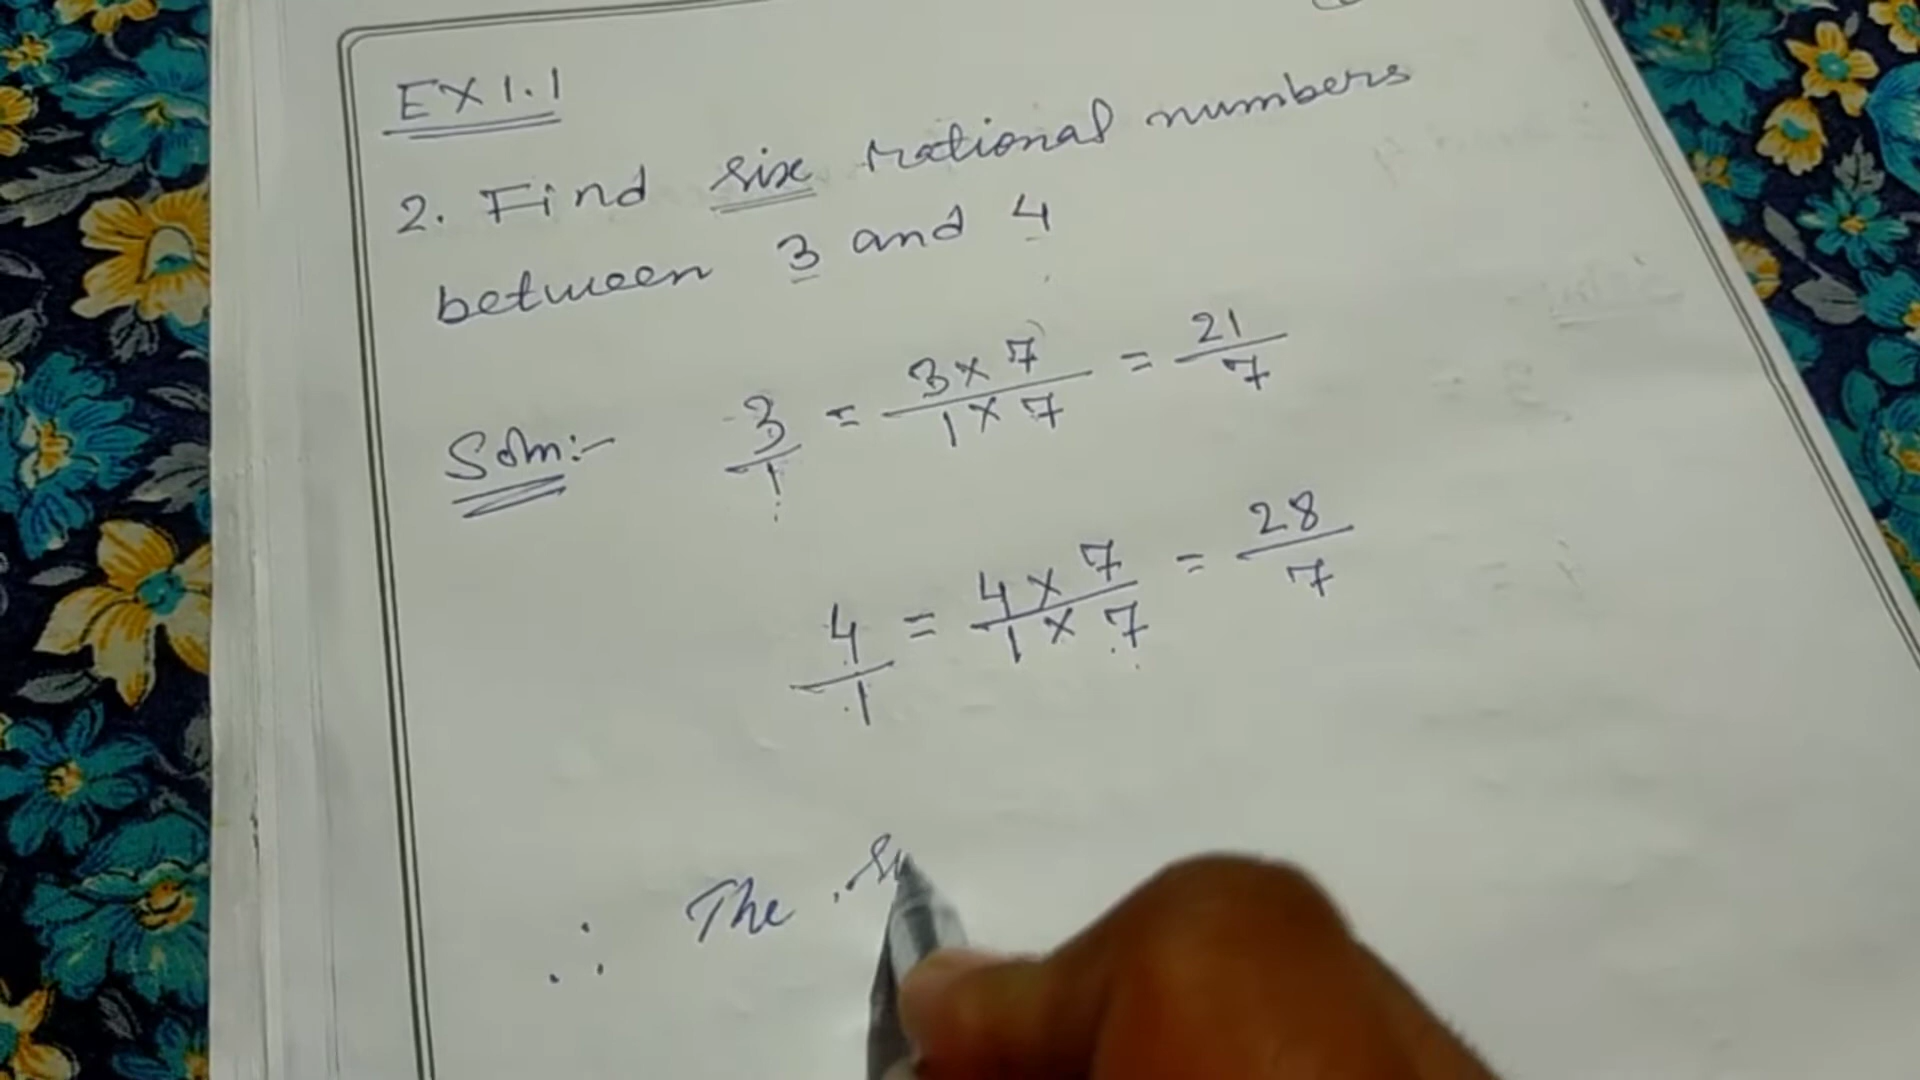 EX 1.1
2. Find six rational numbers
between 3 and 4
Soln:- 3/1 = 3×7/1×7 = 21/7
4/1 = 4×7/1×7 = 28/7
∴ The